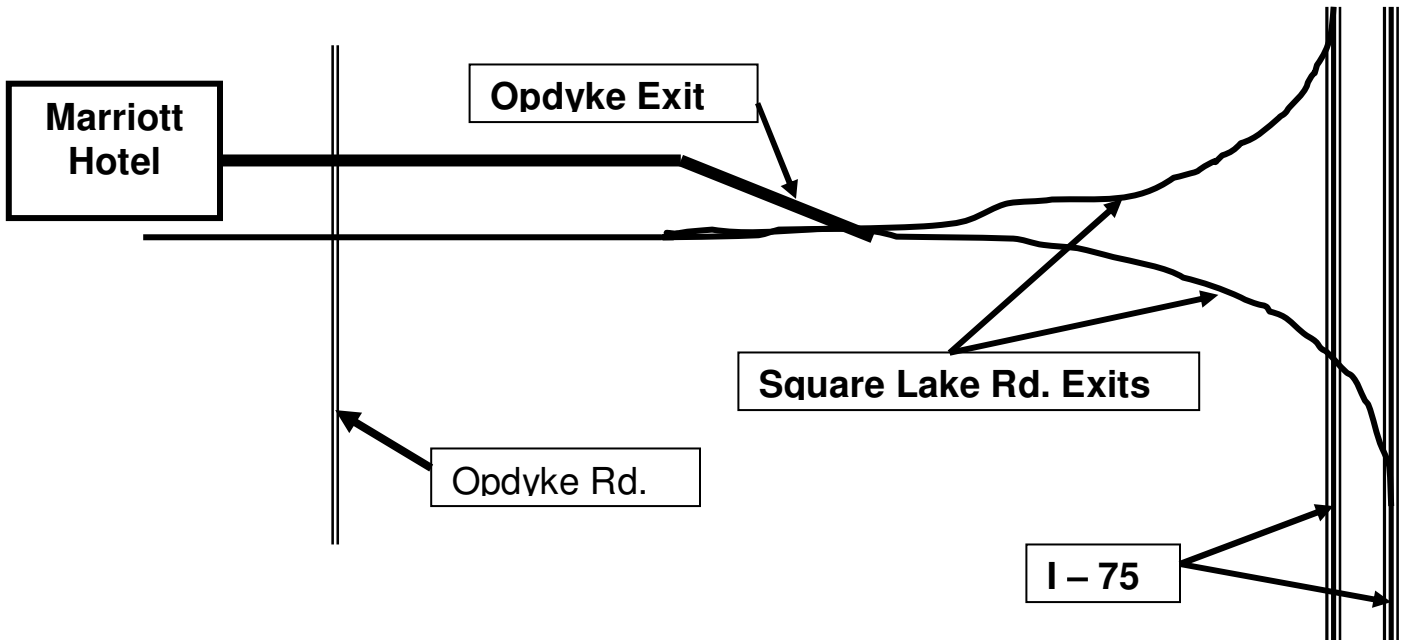 Marriott
Hotel
Opdyke Exit
Square Lake Rd. Exits
Opdyke Rd.
I – 75